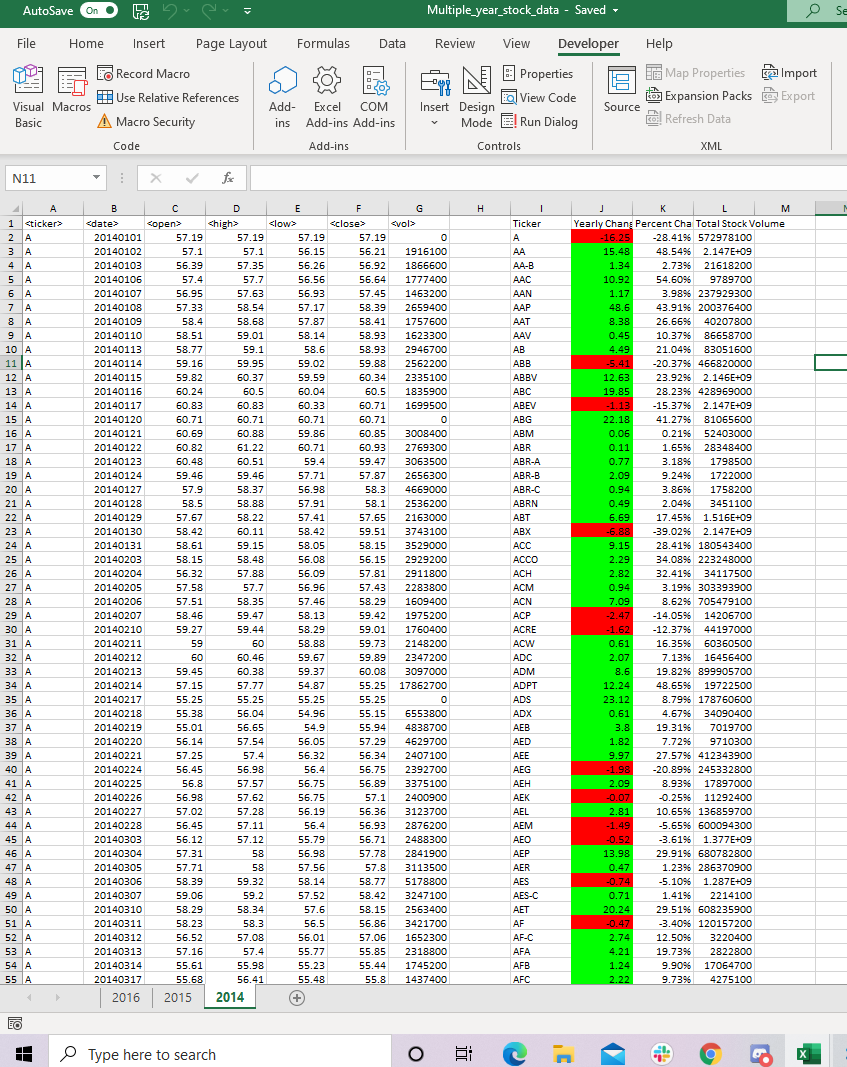 AutoSave On Multiple_year_stock_data - Saved Se
File Home Insert Page Layout Formulas Data Review View Developer Help
Visual Basic Macros Record Macro Use Relative References Macro Security Code
Add-ins Excel Add-ins COM Add-ins Add-ins
Insert Design Mode Properties View Code Run Dialog Controls
Source Map Properties Expansion Packs Refresh Data Import Export XML
N11 fx
A B C D E F G H I J K L M N
1 <ticker> <date> <open> <high> <low> <close> <vol> Ticker Yearly Chang Percent Cha Total Stock Volume
2 A 20140101 57.19 57.19 57.19 57.19 0 A -16.25 -28.41% 572978100
3 A 20140102 57.1 57.1 56.15 56.21 1916100 AA 15.48 48.54% 2.147E+09
4 A 20140103 56.39 57.35 56.26 56.92 1866600 AA-B 1.34 2.73% 21618200
5 A 20140106 57.4 57.7 56.56 56.64 1777400 AAC 10.92 54.60% 9789700
6 A 20140107 56.95 57.63 56.93 57.45 1463200 AAN 1.17 3.98% 237929300
7 A 20140108 57.33 58.54 57.17 58.39 2659400 AAP 48.6 43.91% 200376400
8 A 20140109 58.4 58.68 57.87 58.41 1757600 AAT 8.38 26.66% 40207800
9 A 20140110 58.51 59.01 58.14 58.93 1623300 AAV 0.45 10.37% 86658700
10 A 20140113 58.77 59.1 58.6 58.93 2946700 AB 4.49 21.04% 83051600
11 A 20140114 59.16 59.95 59.02 59.88 2562200 ABB -5.41 -20.37% 466820000
12 A 20140115 59.82 60.37 59.59 60.34 2335100 ABBV 12.63 23.92% 2.146E+09
13 A 20140116 60.24 60.5 60.04 60.5 1835900 ABC 19.85 28.23% 428969000
14 A 20140117 60.83 60.83 60.33 60.71 1699500 ABEV -1.13 -15.37% 2.147E+09
15 A 20140120 60.71 60.71 60.71 60.71 0 ABG 22.18 41.27% 81065600
16 A 20140121 60.69 60.88 59.86 60.85 3008400 ABM 0.06 0.21% 52403000
17 A 20140122 60.82 61.22 60.71 60.93 2769300 ABR 0.11 1.65% 28348400
18 A 20140123 60.48 60.51 59.4 59.47 3063500 ABR-A 0.77 3.18% 1798500
19 A 20140124 59.46 59.46 57.71 57.87 2656300 ABR-B 2.09 9.24% 1722000
20 A 20140127 57.9 58.37 56.98 58.3 4669000 ABR-C 0.94 3.86% 1758200
21 A 20140128 58.5 58.88 57.91 58.1 2536200 ABRN 0.49 2.04% 3451100
22 A 20140129 57.67 58.22 57.41 57.65 2163000 ABT 6.69 17.45% 1.516E+09
23 A 20140130 58.42 60.11 58.42 59.51 3743100 ABX -6.88 -39.02% 2.147E+09
24 A 20140131 58.61 59.15 58.05 58.15 3529000 ACC 9.15 28.41% 180543400
25 A 20140203 58.15 58.48 56.08 56.15 2929200 ACCO 2.29 34.08% 223248000
26 A 20140204 56.32 57.88 56.09 57.81 2911800 ACH 2.82 32.41% 34117500
27 A 20140205 57.58 57.7 56.96 57.43 2283800 ACM 0.94 3.19% 303393900
28 A 20140206 57.51 58.35 57.46 58.29 1609400 ACN 7.09 8.62% 705479100
29 A 20140207 58.46 59.47 58.13 59.42 1975200 ACP -2.47 -14.05% 14206700
30 A 20140210 59.27 59.44 58.29 59.01 1760400 ACRE -1.62 -12.37% 44197000
31 A 20140211 59 60 58.88 59.73 2148200 ACW 0.61 16.35% 60360500
32 A 20140212 60 60.46 59.67 59.89 2347200 ADC 2.07 7.13% 16456400
33 A 20140213 59.45 60.38 59.37 60.08 3097000 ADM 8.6 19.82% 899905700
34 A 20140214 57.15 57.77 54.87 55.25 17862700 ADPT 12.24 48.65% 19722500
35 A 20140217 55.25 55.25 55.25 55.25 0 ADS 23.12 8.79% 178760600
36 A 20140218 55.38 56.04 54.96 55.15 6553800 ADX 0.61 4.67% 34090400
37 A 20140219 55.01 56.65 54.9 55.94 4838700 AEB 3.8 19.31% 7019700
38 A 20140220 56.14 57.54 56.05 57.29 4629700 AED 1.82 7.72% 9710300
39 A 20140221 57.25 57.4 56.32 56.34 2407100 AEE 9.97 27.57% 412343900
40 A 20140224 56.45 56.98 56.4 56.75 2392700 AEG -1.98 -20.89% 245332800
41 A 20140225 56.8 57.57 56.75 56.89 3375100 AEH 2.09 8.93% 17897000
42 A 20140226 56.98 57.62 56.75 57.1 2400900 AEK -0.07 -0.25% 11292400
43 A 20140227 57.02 57.28 56.19 56.36 3123700 AEL 2.81 10.65% 136859700
44 A 20140228 56.45 57.11 56.4 56.93 2876200 AEM -1.49 -5.65% 600094300
45 A 20140303 56.12 57.12 55.79 56.71 2488300 AEO -0.52 -3.61% 1.377E+09
46 A 20140304 57.31 58 56.98 57.78 2841900 AEP 13.98 29.91% 680782800
47 A 20140305 57.71 58 57.56 57.8 3113500 AER 0.47 1.23% 286370900
48 A 20140306 58.39 59.32 58.14 58.77 5178800 AES -0.74 -5.10% 1.287E+09
49 A 20140307 59.06 59.2 57.52 58.42 3247100 AES-C 0.71 1.41% 2214100
50 A 20140310 58.29 58.34 57.6 58.15 2563400 AET 20.24 29.51% 608235900
51 A 20140311 58.23 58.3 56.5 56.86 3421700 AF -0.47 -3.40% 120157200
52 A 20140312 56.52 57.08 56.01 57.06 1652300 AF-C 2.74 12.50% 3220400
53 A 20140313 57.16 57.4 55.77 55.85 2318800 AFA 4.21 19.73% 2822800
54 A 20140314 55.61 55.98 55.23 55.44 1745200 AFB 1.24 9.90% 17064700
55 A 20140317 55.68 56.41 55.48 55.8 1437400 AFC 2.22 9.73% 4275100
2016 2015 2014
Type here to search